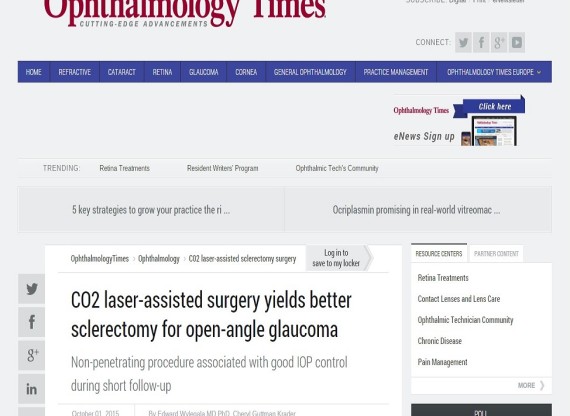 Ophthalmology Times
CUTTING-EDGE ADVANCEMENTS
SUBSCRIBE: Digital Print eNewsletter
CONNECT:
HOME REFRACTIVE CATARACT RETINA GLAUCOMA CORNEA GENERAL OPHTHALMOLOGY PRACTICE MANAGEMENT OPHTHALMOLOGY TIMES EUROPE
Ophthalmology Times Click here
eNews Sign up
TRENDING: Retina Treatments Resident Writers' Program Ophthalmic Tech's Community
5 key strategies to grow your practice the ri ... Ocriplasmin promising in real-world vitreomac ...
OphthalmologyTimes > Ophthalmology > CO2 laser-assisted sclerectomy surgery
Log in to
save to my locker
CO2 laser-assisted surgery yields better
sclerectomy for open-angle glaucoma
Non-penetrating procedure associated with good IOP control
during short follow-up
October 01, 2015 By Edward Wylegala MD PhD, Cheryl Guttman Krader
RESOURCE CENTERS PARTNER CONTENT
Retina Treatments
Contact Lenses and Lens Care
Ophthalmic Technician Community
Chronic Disease
Pain Management
MORE
POLL